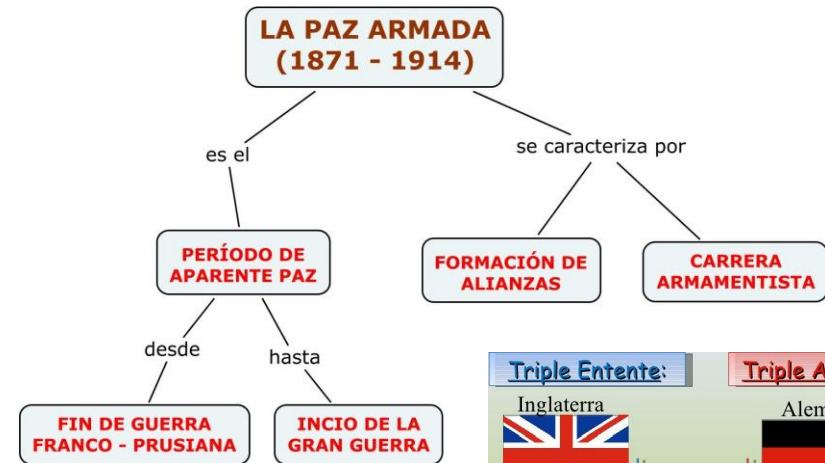 LA PAZ ARMADA
(1871 - 1914)
es el
se caracteriza por
PERÍODO DE
APARENTE PAZ
FORMACIÓN DE
ALIANZAS
CARRERA
ARMAMENTISTA
desde
hasta
FIN DE GUERRA
FRANCO - PRUSIANA
INCIO DE LA
GRAN GUERRA
Triple Entente:
Triple
Inglaterra